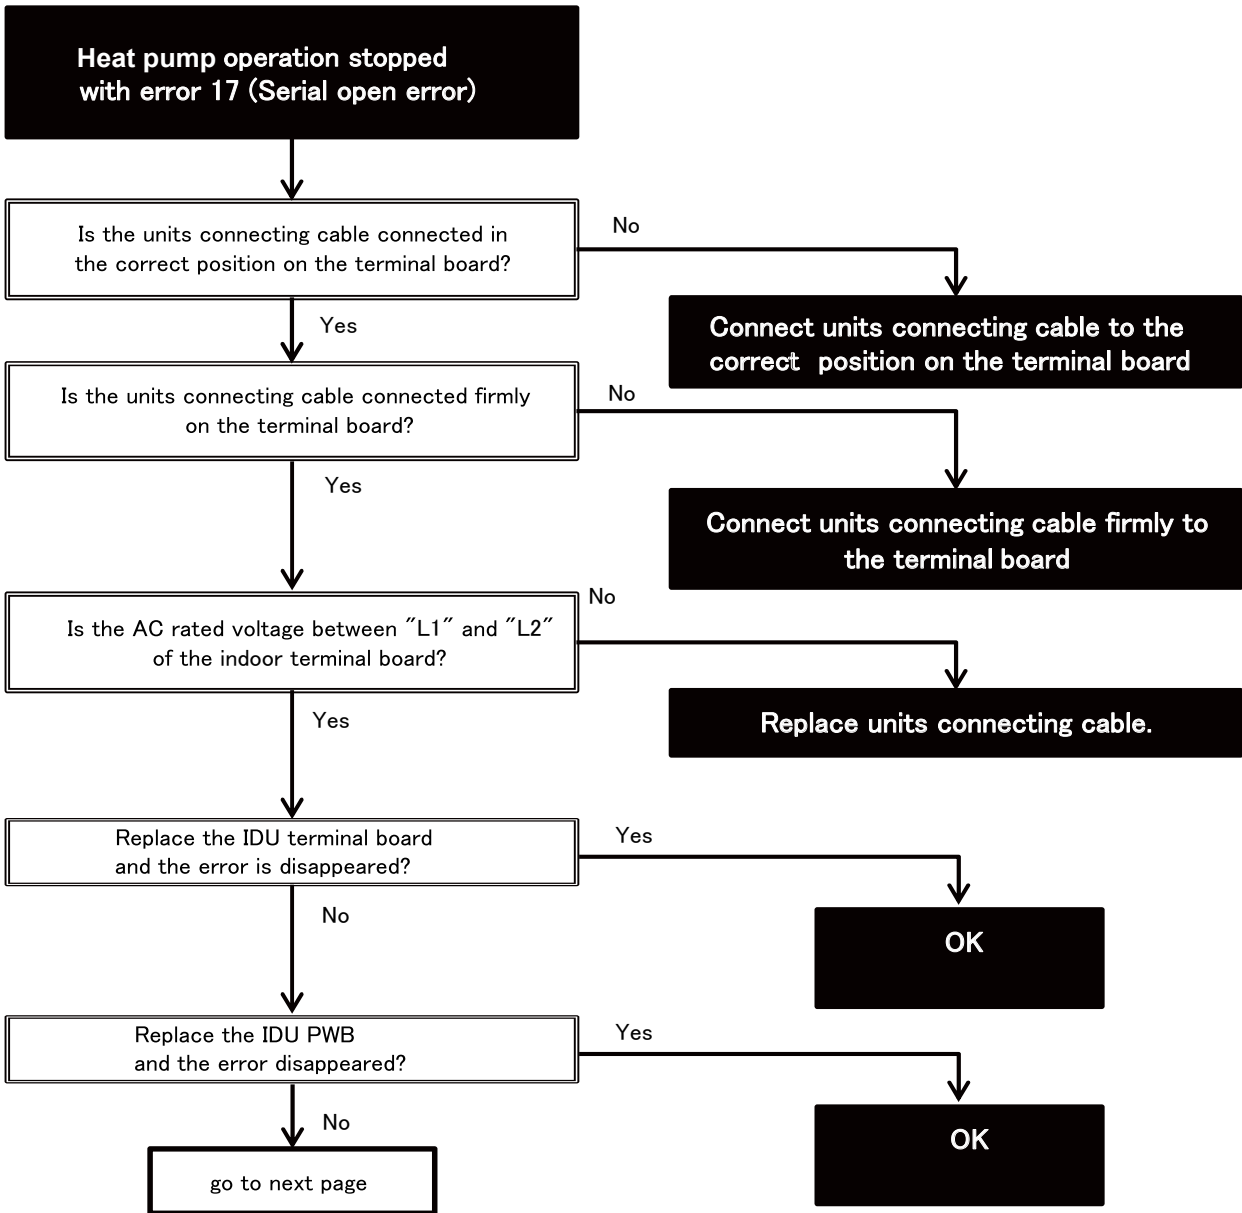 Heat pump operation stopped
with error 17 (Serial open error)
Is the units connecting cable connected in
the correct position on the terminal board?
No
Connect units connecting cable to the
correct position on the terminal board
Yes
Is the units connecting cable connected firmly
on the terminal board?
No
Connect units connecting cable firmly to
the terminal board
Yes
Is the AC rated voltage between "L1" and "L2"
of the indoor terminal board?
No
Replace units connecting cable.
Yes
Replace the IDU terminal board
and the error is disappeared?
Yes
OK
No
Replace the IDU PWB
and the error disappeared?
Yes
OK
No
go to next page